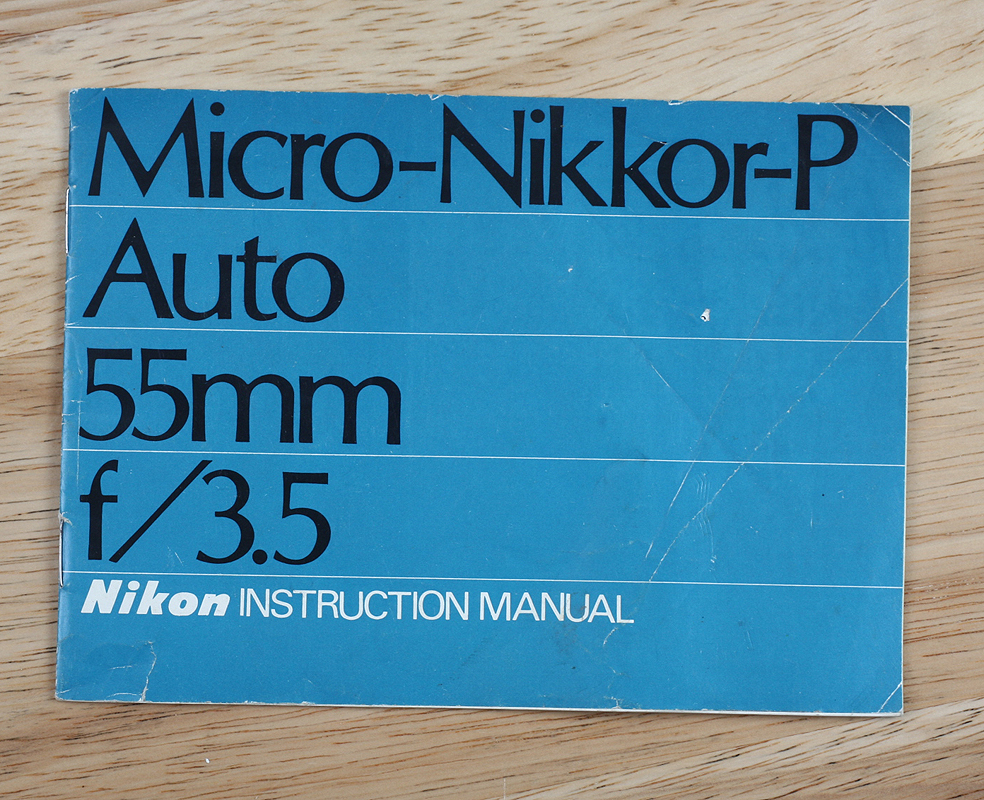 Micro-Nikkor-P
Auto
55mm
f/3.5
Nikon INSTRUCTION MANUAL